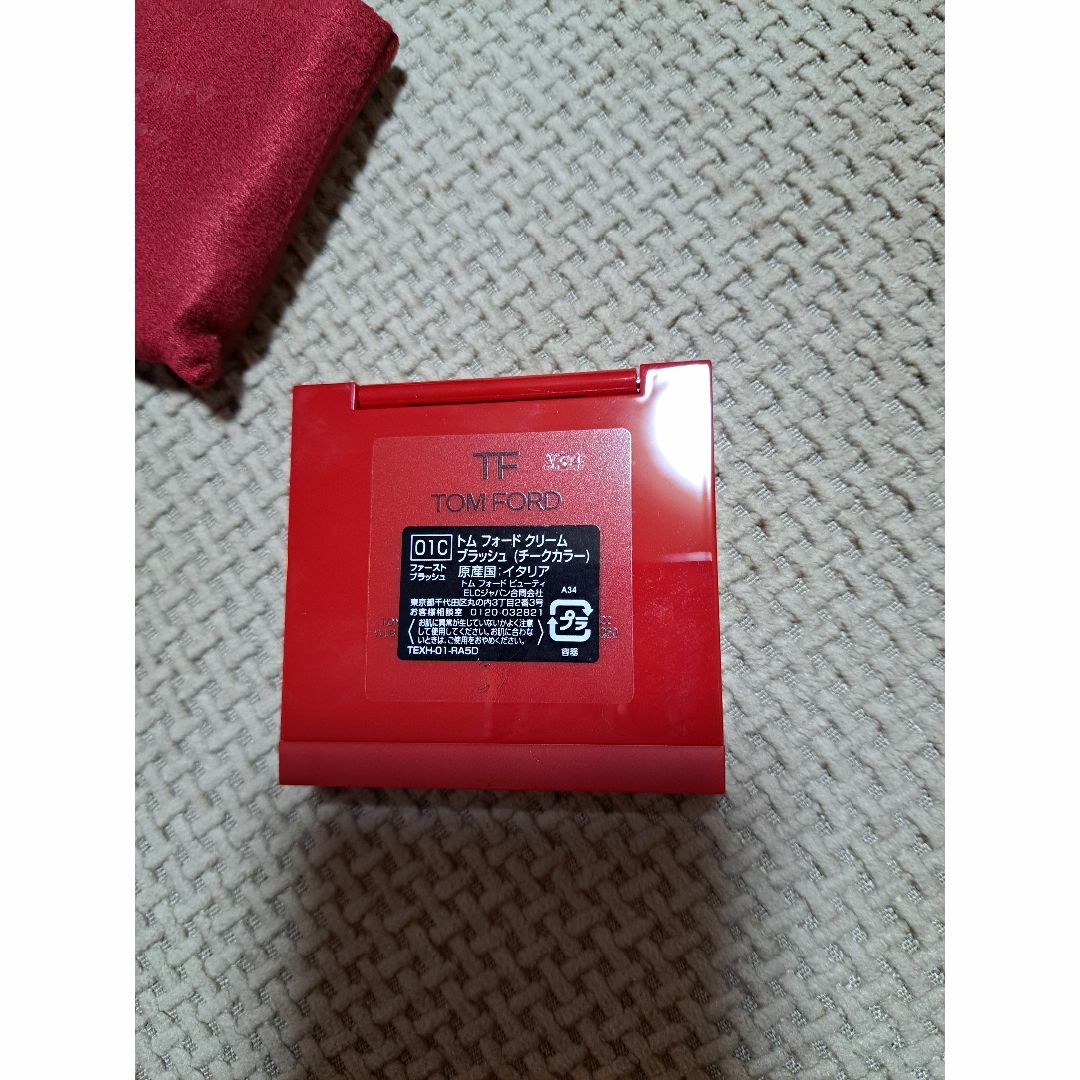 TF
TOM FORD
01C
ファースト
ブラッシュ
トム フォード クリーム
ブラッシュ (チークカラー)
原産国:イタリア
トム フォード ビューティ
ELCジャパン合同会社
東京都千代田区丸の内3丁目2番3号
お客様相談室 0120-032821
A34
お肌に異常が生じていないかよく注意
して使用してください。お肌に合わな
いときは、ご使用をおやめください。
TEXH-01-RA5D
プラ
容器